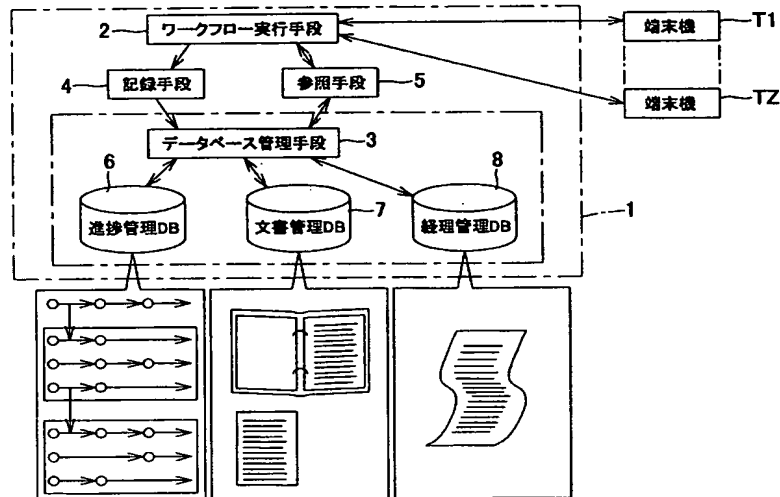 2 ワークフロー実行手段
端末機 T1
4 記録手段
参照手段 5
端末機 TZ
データベース管理手段 3
6
8
進捗管理DB
文書管理DB 7
経理管理DB
1